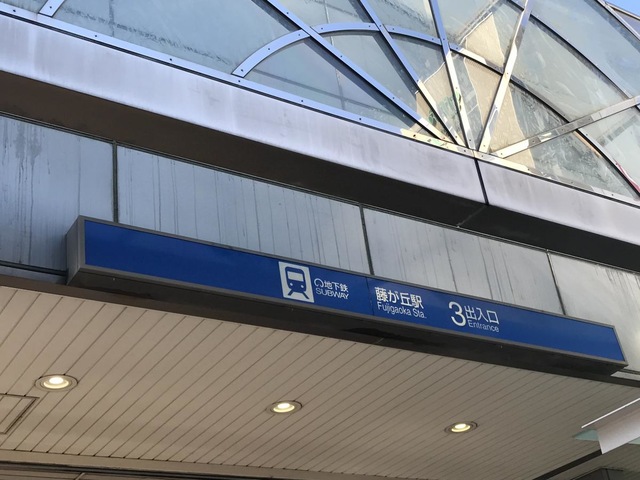 地下鉄
SUBWAY
藤が丘駅
Fujigaoka Sta.
3 出入口
Entrance